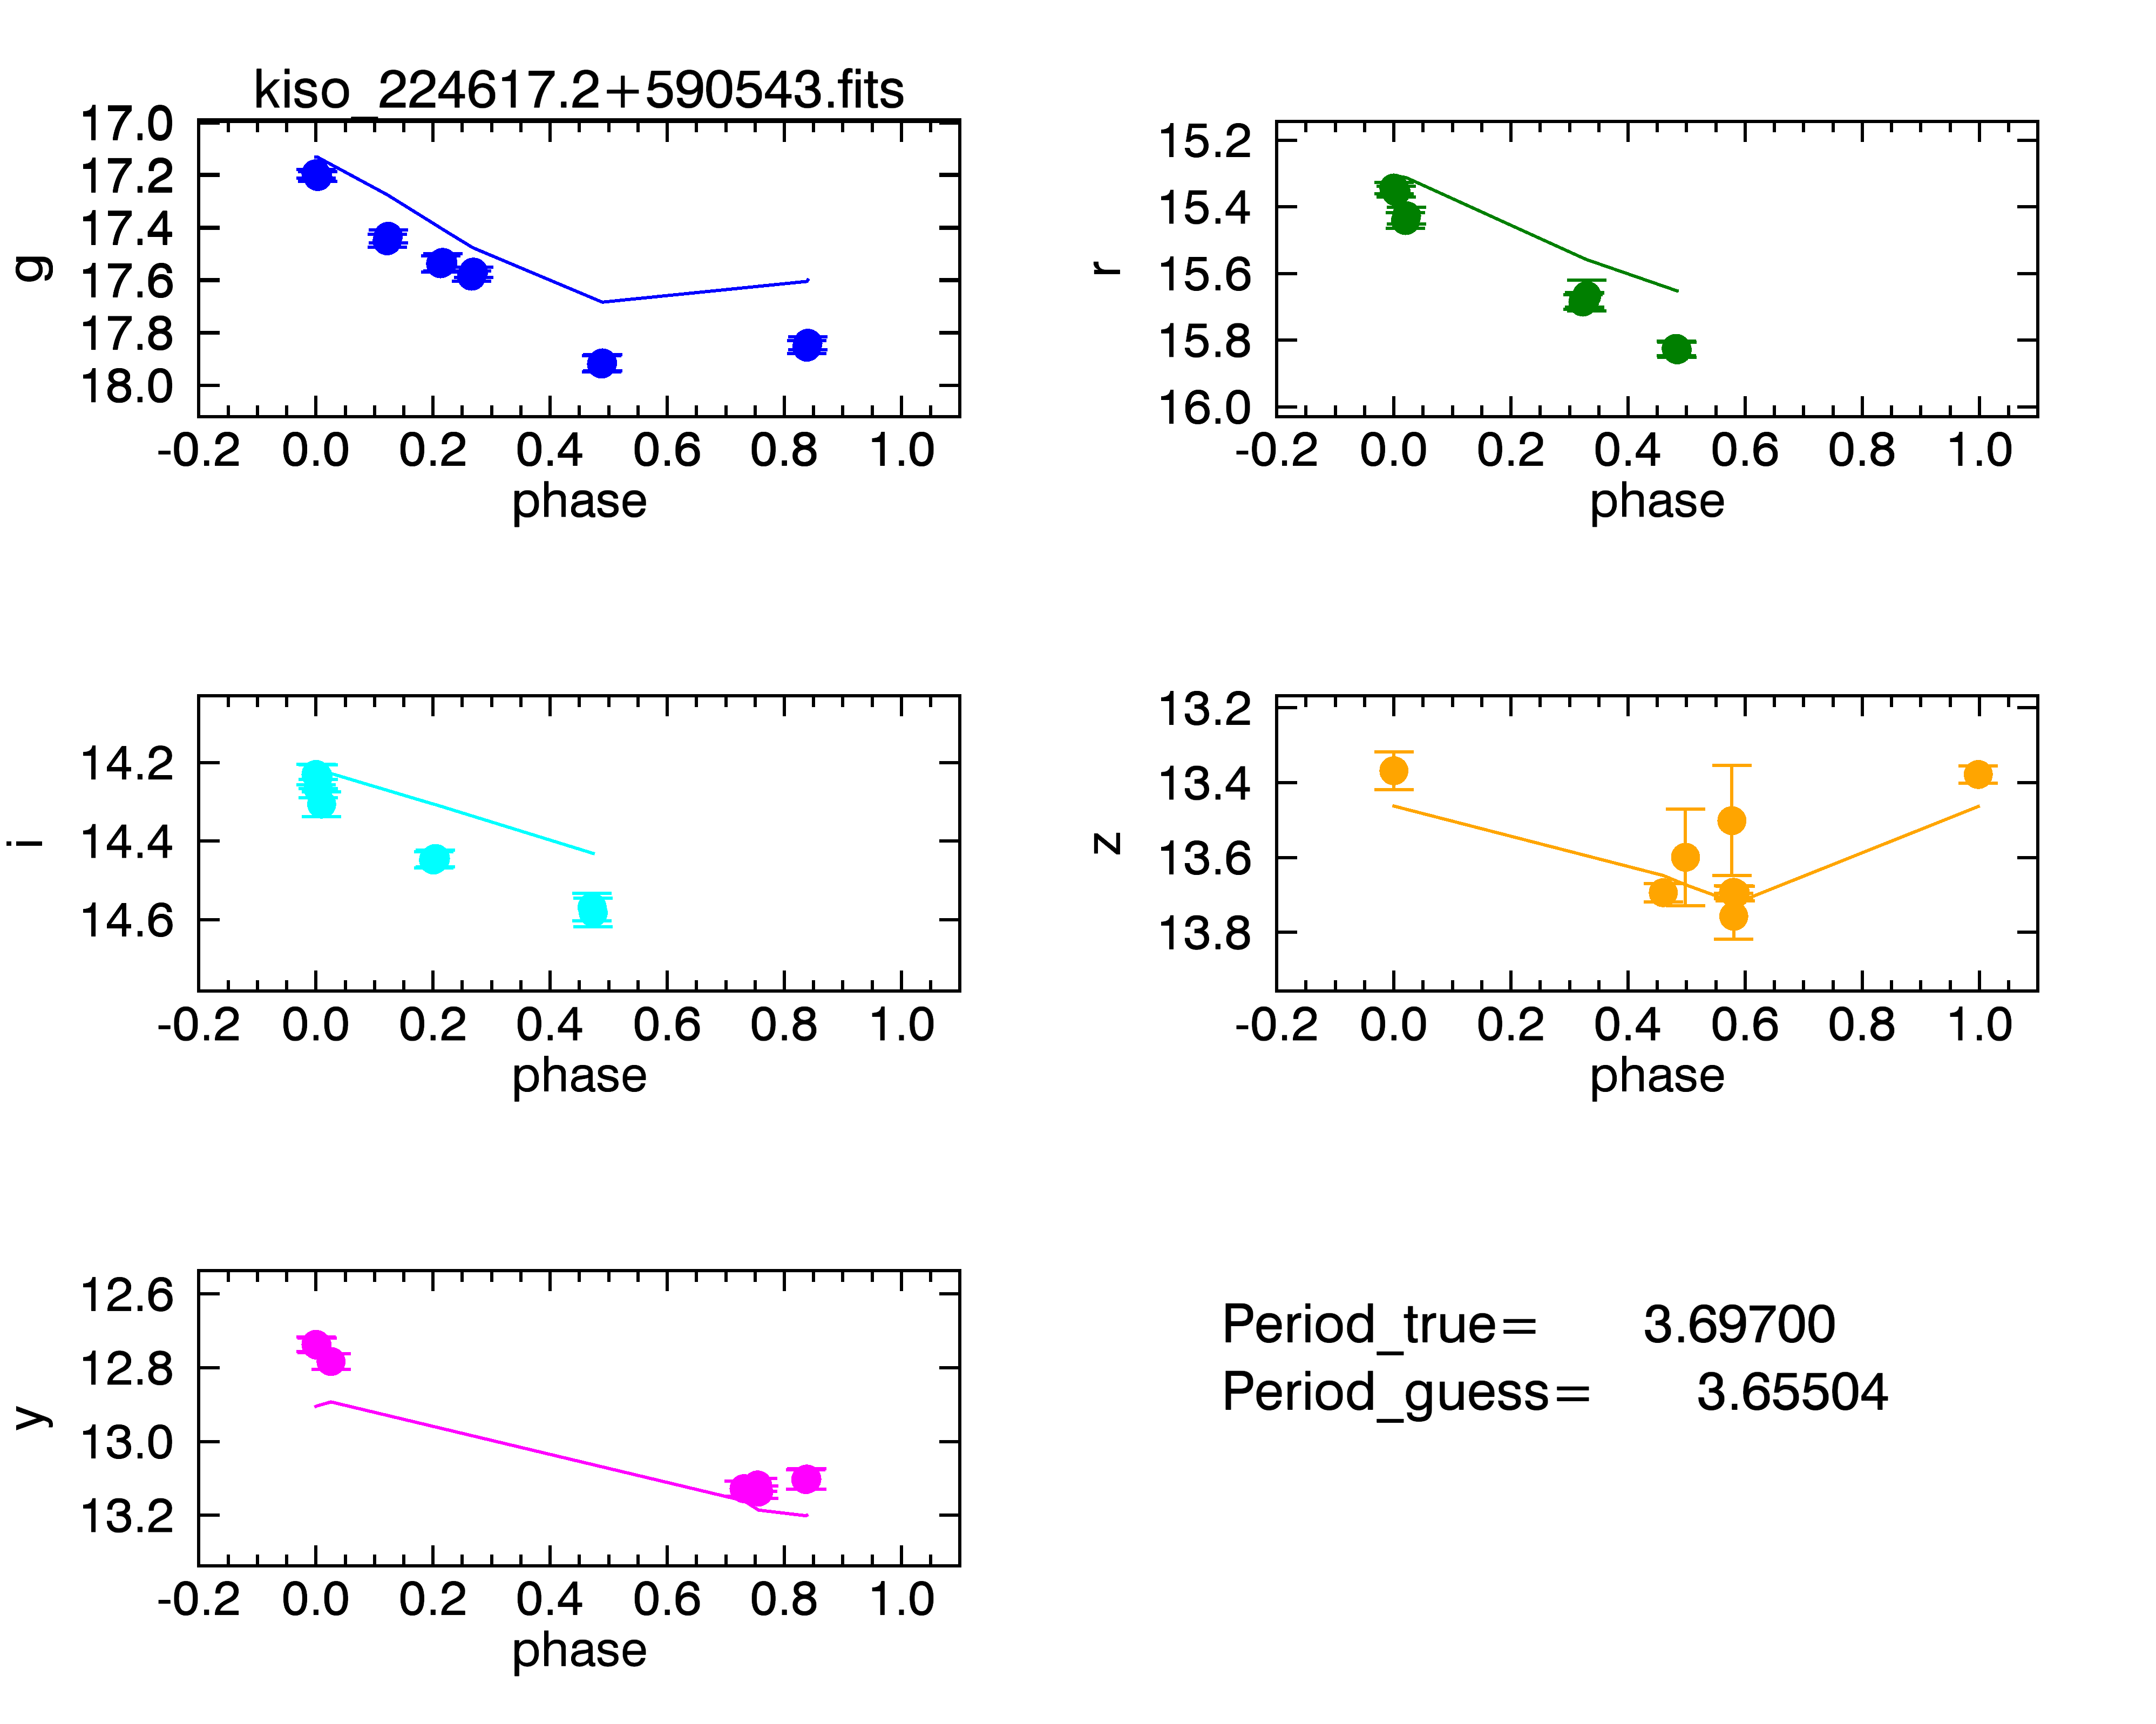 kiso_224617.2+590543.fits
17.0
17.2
17.4
17.6
17.8
18.0
g
-0.2 0.0 0.2 0.4 0.6 0.8 1.0
phase
15.2
15.4
15.6
15.8
16.0
r
-0.2 0.0 0.2 0.4 0.6 0.8 1.0
phase
14.2
14.4
14.6
i
-0.2 0.0 0.2 0.4 0.6 0.8 1.0
phase
13.2
13.4
13.6
13.8
z
-0.2 0.0 0.2 0.4 0.6 0.8 1.0
phase
12.6
12.8
13.0
13.2
y
-0.2 0.0 0.2 0.4 0.6 0.8 1.0
phase
Period_true= 3.69700
Period_guess= 3.65504